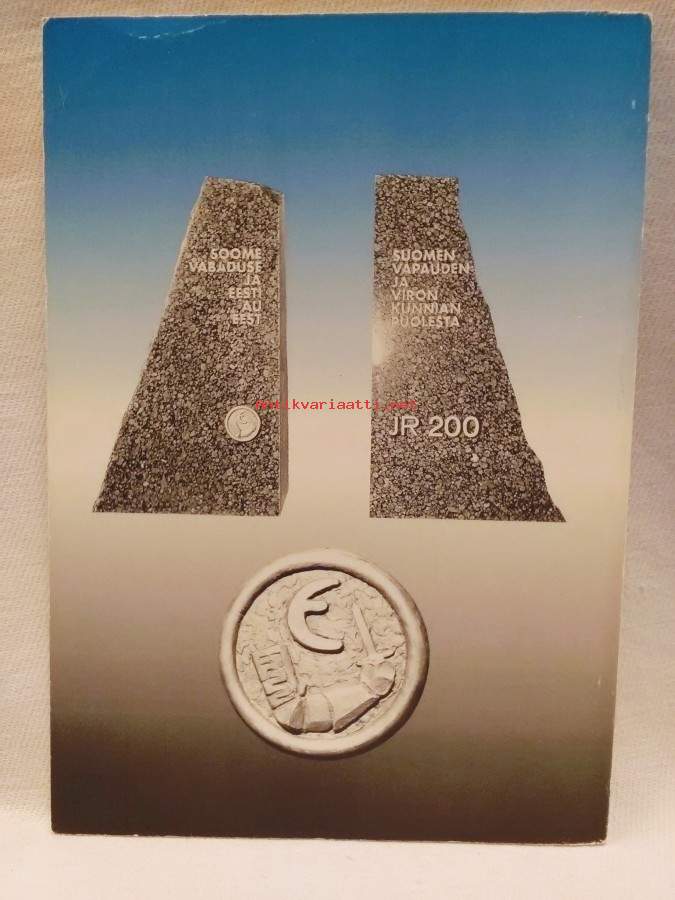 SOOME
VABADUSE
JA
EESTI
AU
EEST
SUOMEN
VAPAUDEN
JA
VIRON
KUNNIAN
PUOLESTA
JR 200
antikvariaatti.net
E